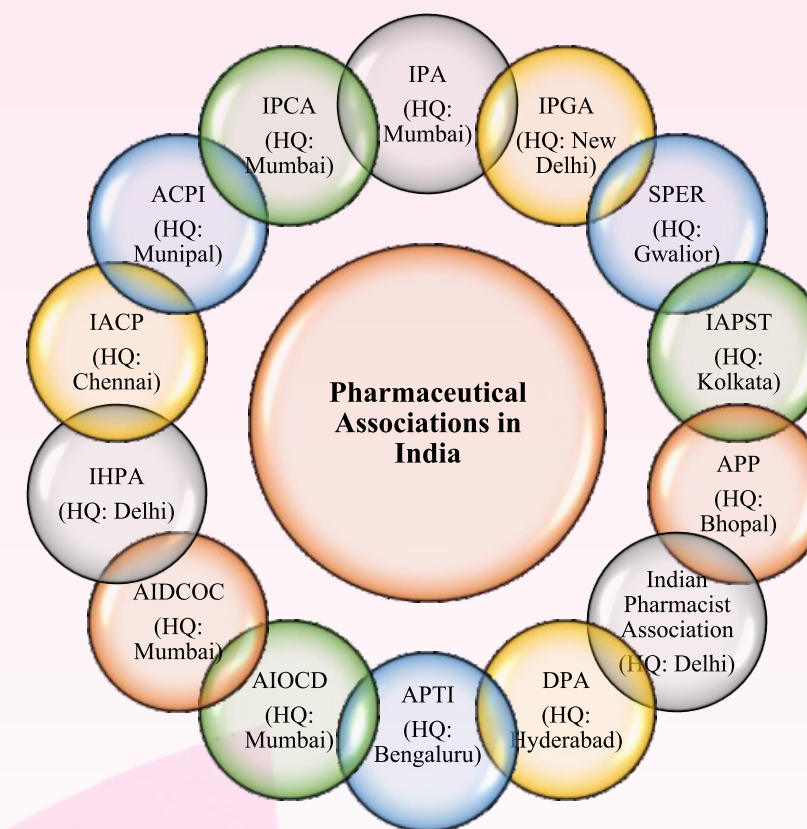 IPA
(HQ:
Mumbai)
IPGA
(HQ: New
Delhi)
SPER
(HQ:
Gwalior)
IAPST
(HQ:
Kolkata)
APP
(HQ:
Bhopal)
Indian
Pharmacist
Association
(HQ: Delhi)
DPA
(HQ:
Hyderabad)
APTI
(HQ:
Bengaluru)
AIOCD
(HQ:
Mumbai)
AIDCOC
(HQ:
Mumbai)
IHPA
(HQ: Delhi)
IACP
(HQ:
Chennai)
ACPI
(HQ:
Munipal)
IPCA
(HQ:
Mumbai)
Pharmaceutical
Associations in
India